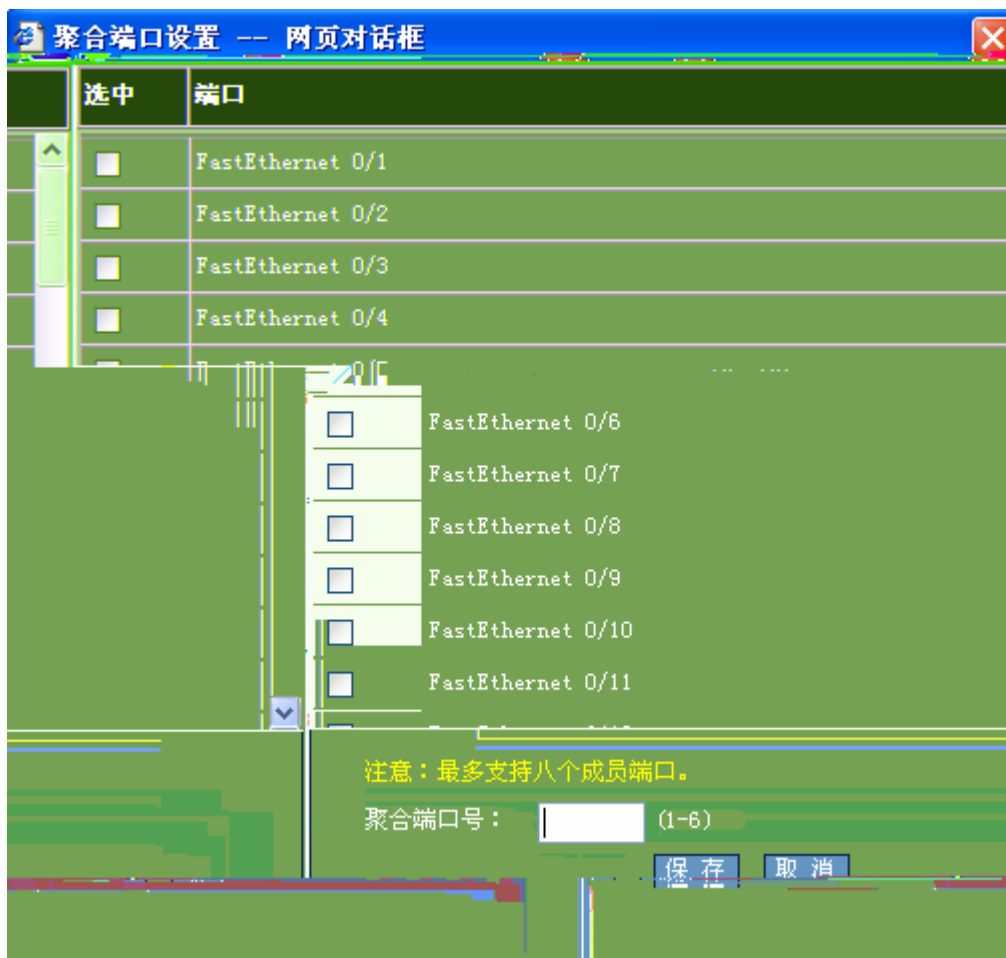 聚合端口设置 -- 网页对话框
选中 端口
FastEthernet 0/1
FastEthernet 0/2
FastEthernet 0/3
FastEthernet 0/4
FastEthernet 0/6
FastEthernet 0/7
FastEthernet 0/8
FastEthernet 0/9
FastEthernet 0/10
FastEthernet 0/11
注意：最多支持八个成员端口。
聚合端口号： (1-6)
保存 取消